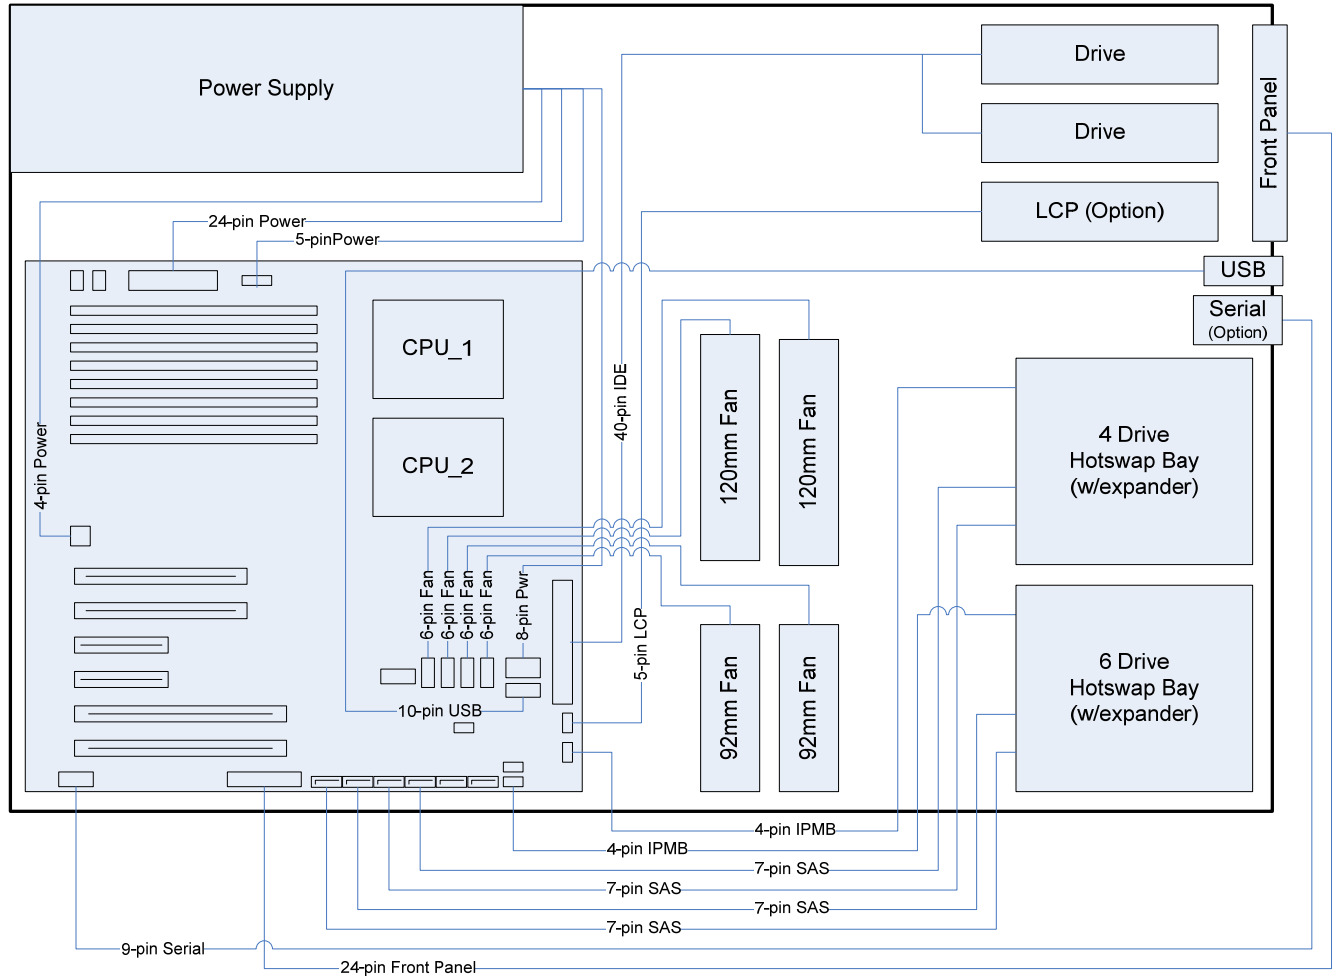 Power Supply
Drive
Drive
LCP (Option)
Front Panel
USB
Serial
(Option)
24-pin Power
5-pinPower
4-pin Power
CPU_1
CPU_2
40-pin IDE
120mm Fan
120mm Fan
4 Drive
Hotswap Bay
(w/expander)
6-pin Fan
6-pin Fan
6-pin Fan
6-pin Fan
8-pin Pwr
5-pin LCP
92mm Fan
92mm Fan
6 Drive
Hotswap Bay
(w/expander)
10-pin USB
4-pin IPMB
4-pin IPMB
7-pin SAS
7-pin SAS
7-pin SAS
7-pin SAS
9-pin Serial
24-pin Front Panel